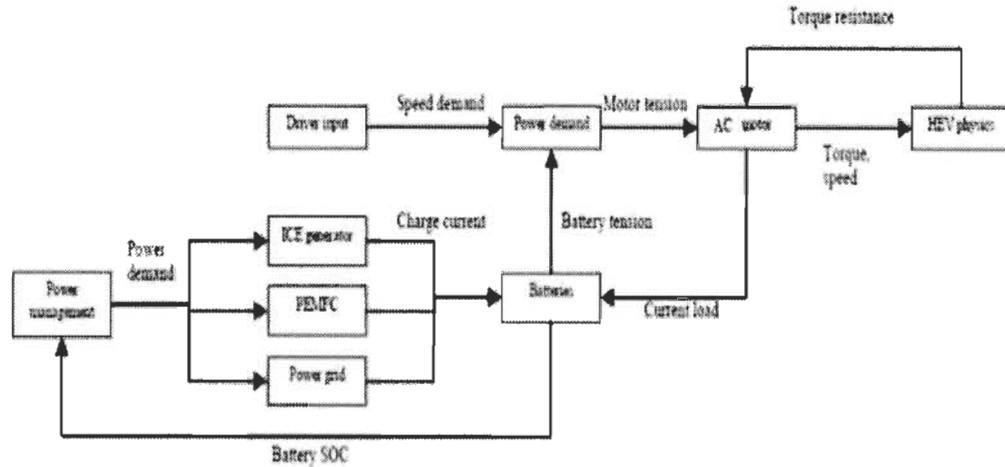 Torque resistance
Speed demand
Motor tension
Driver input
Power demand
AC motor
HEV physics
Torque,
speed
Charge current
Battery tension
ICE generator
Power
demand
Power
management
PEMFC
Batteries
Current load
Power grid
Battery SOC